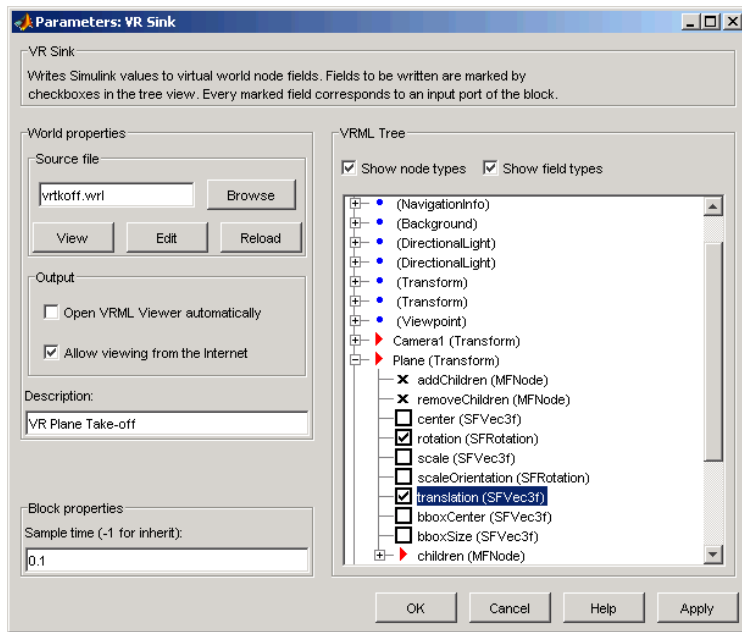 Parameters: VR Sink
VR Sink
Writes Simulink values to virtual world node fields. Fields to be written are marked by
checkboxes in the tree view. Every marked field corresponds to an input port of the block.
World properties
Source file
vrtkoff.wrl
Browse
View
Edit
Reload
Output
Open VRML Viewer automatically
Allow viewing from the Internet
Description:
VR Plane Take-off
Block properties
Sample time (-1 for inherit):
0.1
VRML Tree
Show node types
Show field types
(NavigationInfo)
(Background)
(DirectionalLight)
(DirectionalLight)
(Transform)
(Transform)
(Viewpoint)
Camera1 (Transform)
Plane (Transform)
addChildren (MFNode)
removeChildren (MFNode)
center (SFVec3f)
rotation (SFRotation)
scale (SFVec3f)
scaleOrientation (SFRotation)
translation (SFVec3f)
bboxCenter (SFVec3f)
bboxSize (SFVec3f)
children (MFNode)
OK
Cancel
Help
Apply